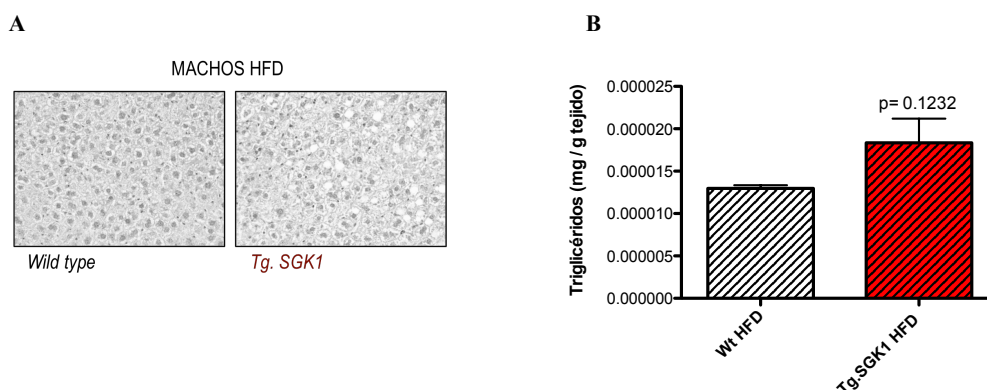 A
MACHOS HFD
Wild type
Tg. SGK1
B
Triglicéridos (mg / g tejido)
0.000025
0.000020
0.000015
0.000010
0.000005
0.000000
p= 0.1232
Wt HFD
Tg.SGK1 HFD